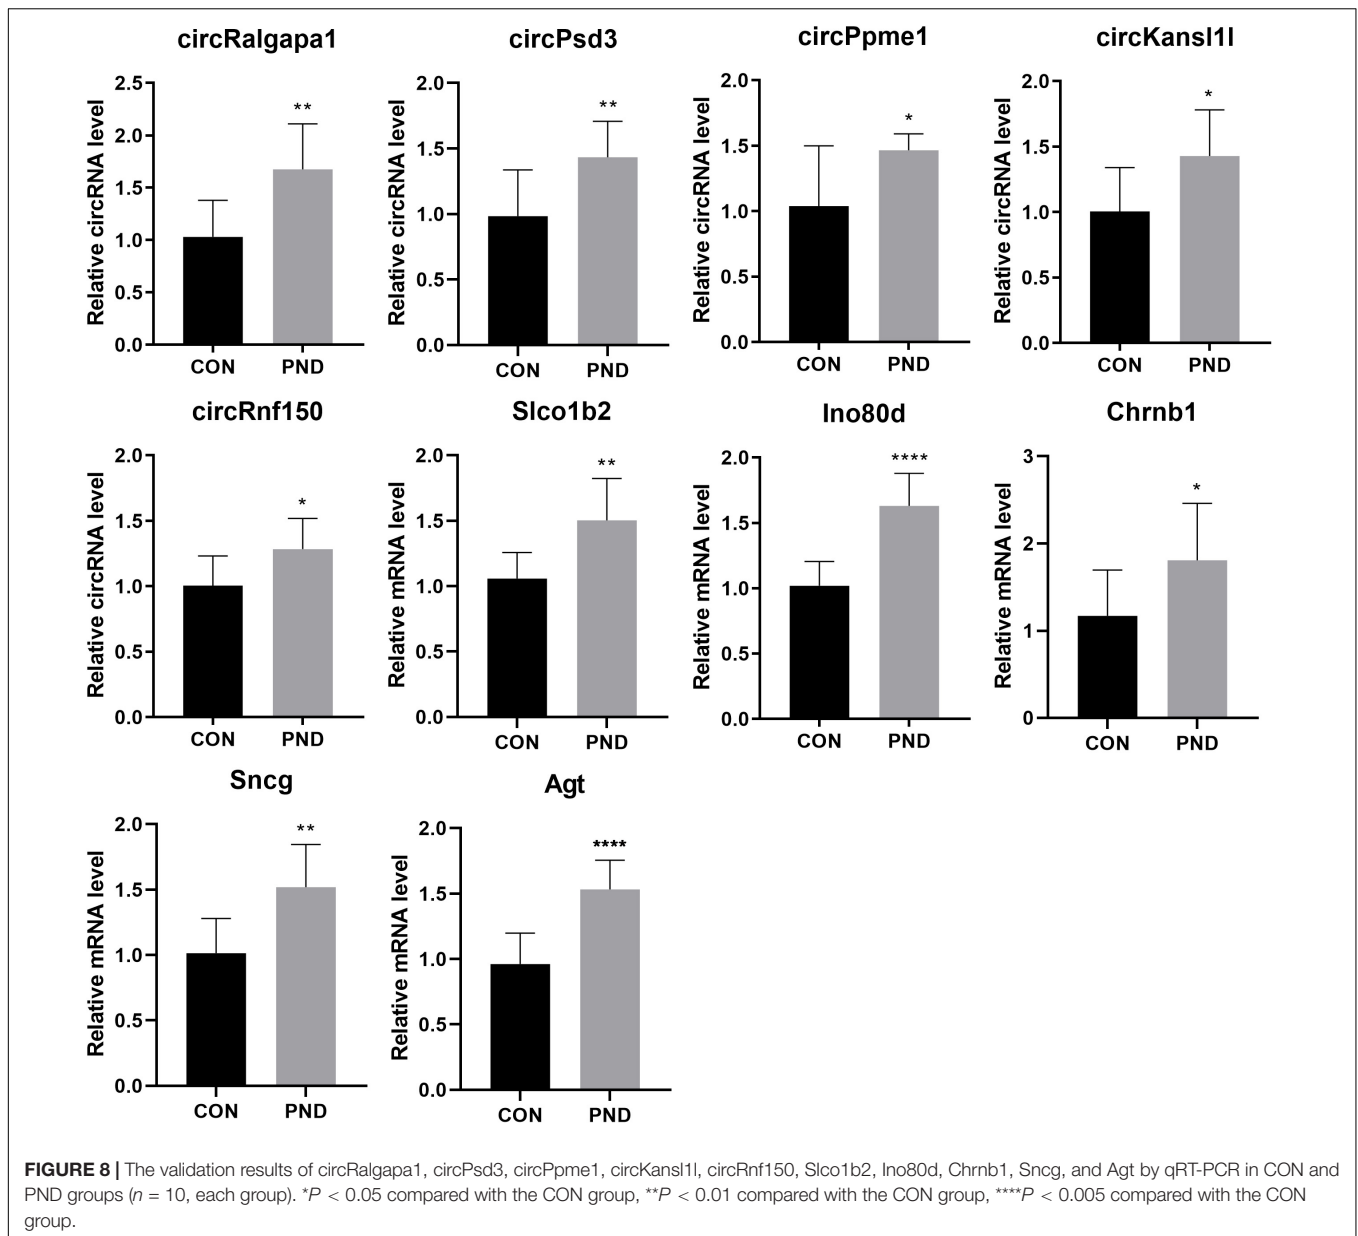 circRalgapa1
Relative circRNA level
2.5
2.0
1.5
1.0
0.5
0.0
**
CON PND
circPsd3
Relative circRNA level
2.0
1.5
1.0
0.5
0.0
**
CON PND
circPpme1
Relative circRNA level
2.0
1.5
1.0
0.5
0.0
*
CON PND
circKansl1l
Relative circRNA level
2.0
1.5
1.0
0.5
0.0
*
CON PND
circRnf150
Relative circRNA level
2.0
1.5
1.0
0.5
0.0
*
CON PND
Slco1b2
Relative mRNA level
2.0
1.5
1.0
0.5
0.0
**
CON PND
Ino80d
Relative mRNA level
2.0
1.5
1.0
0.5
0.0
****
CON PND
Chrnb1
Relative mRNA level
3
2
1
0
*
CON PND
Sncg
Relative mRNA level
2.0
1.5
1.0
0.5
0.0
**
CON PND
Agt
Relative mRNA level
2.0
1.5
1.0
0.5
0.0
****
CON PND
FIGURE 8 | The validation results of circRalgapa1, circPsd3, circPpme1, circKansl1l, circRnf150, Slco1b2, Ino80d, Chrnb1, Sncg, and Agt by qRT-PCR in CON and
PND groups (n = 10, each group). *P < 0.05 compared with the CON group, **P < 0.01 compared with the CON group, ****P < 0.005 compared with the CON
group.